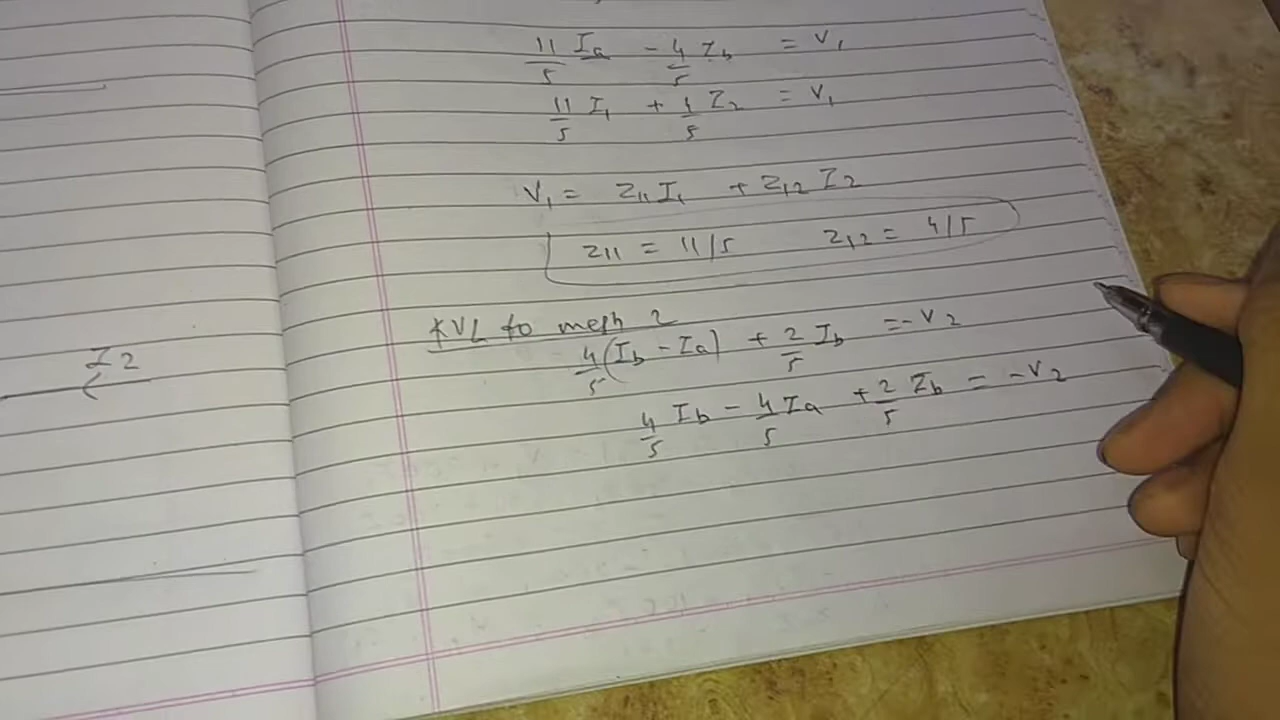 11/5 Ia - 4/5 Ib = V1
11/5 I1 + 4/5 I2 = V1
V1 = Z11 I1 + Z12 I2
Z11 = 11/5 Z12 = 4/5
KVL to mesh 2
4/5 (Ib - Ia) + 2/5 Ib = -V2
I2
4/5 Ib - 4/5 Ia + 2/5 Ib = -V2